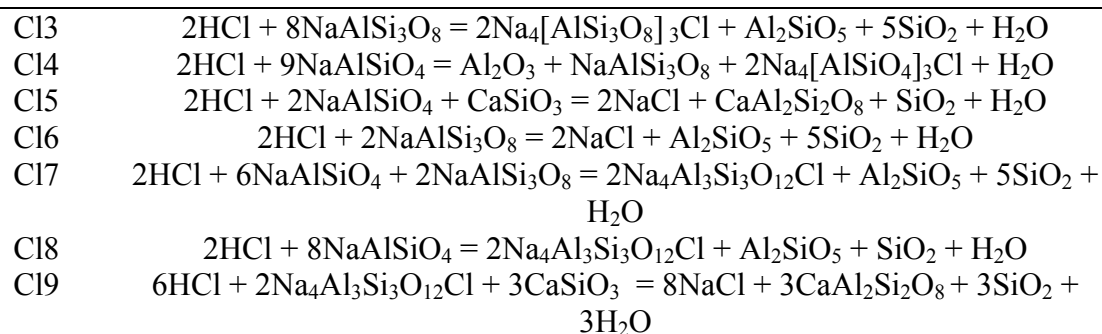 Cl3 2HCl + 8NaAlSi₃O₈ = 2Na₄[AlSi₃O₈] ₃Cl + Al₂SiO₅ + 5SiO₂ + H₂O
Cl4 2HCl + 9NaAlSiO₄ = Al₂O₃ + NaAlSi₃O₈ + 2Na₄[AlSiO₄]₃Cl + H₂O
Cl5 2HCl + 2NaAlSiO₄ + CaSiO₃ = 2NaCl + CaAl₂Si₂O₈ + SiO₂ + H₂O
Cl6 2HCl + 2NaAlSi₃O₈ = 2NaCl + Al₂SiO₅ + 5SiO₂ + H₂O
Cl7 2HCl + 6NaAlSiO₄ + 2NaAlSi₃O₈ = 2Na₄Al₃Si₃O₁₂Cl + Al₂SiO₅ + 5SiO₂ +
H₂O
Cl8 2HCl + 8NaAlSiO₄ = 2Na₄Al₃Si₃O₁₂Cl + Al₂SiO₅ + SiO₂ + H₂O
Cl9 6HCl + 2Na₄Al₃Si₃O₁₂Cl + 3CaSiO₃ = 8NaCl + 3CaAl₂Si₂O₈ + 3SiO₂ +
3H₂O